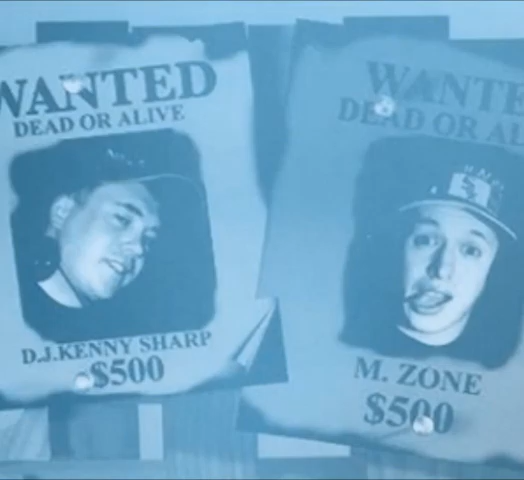 WANTED
DEAD OR ALIVE
D.J.KENNY SHARP
$500
WANTE
DEAD OR AL
M. ZONE
$500